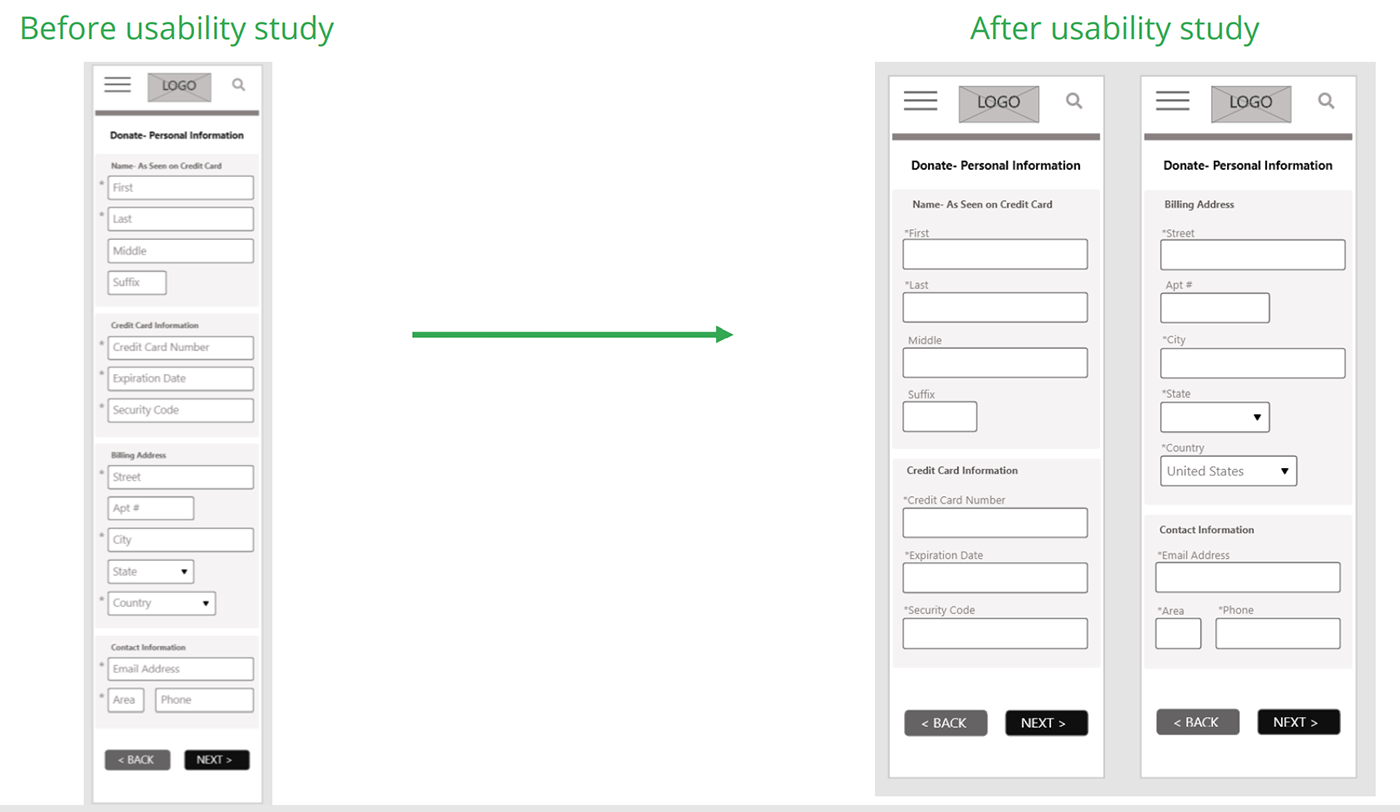 Before usability study
After usability study
LOGO
Donate- Personal Information
Name- As Seen on Credit Card
* First
* Last
Middle
Suffix
Credit Card Information
* Credit Card Number
* Expiration Date
* Security Code
Billing Address
* Street
Apt #
* City
State
* Country
Contact Information
* Email Address
* Area Phone
< BACK NEXT >
LOGO
Donate- Personal Information
Name- As Seen on Credit Card
*First
*Last
Middle
Suffix
Credit Card Information
*Credit Card Number
*Expiration Date
*Security Code
< BACK NEXT >
LOGO
Donate- Personal Information
Billing Address
*Street
Apt #
*City
*State
*Country
United States
Contact Information
*Email Address
*Area *Phone
< BACK NEXT >